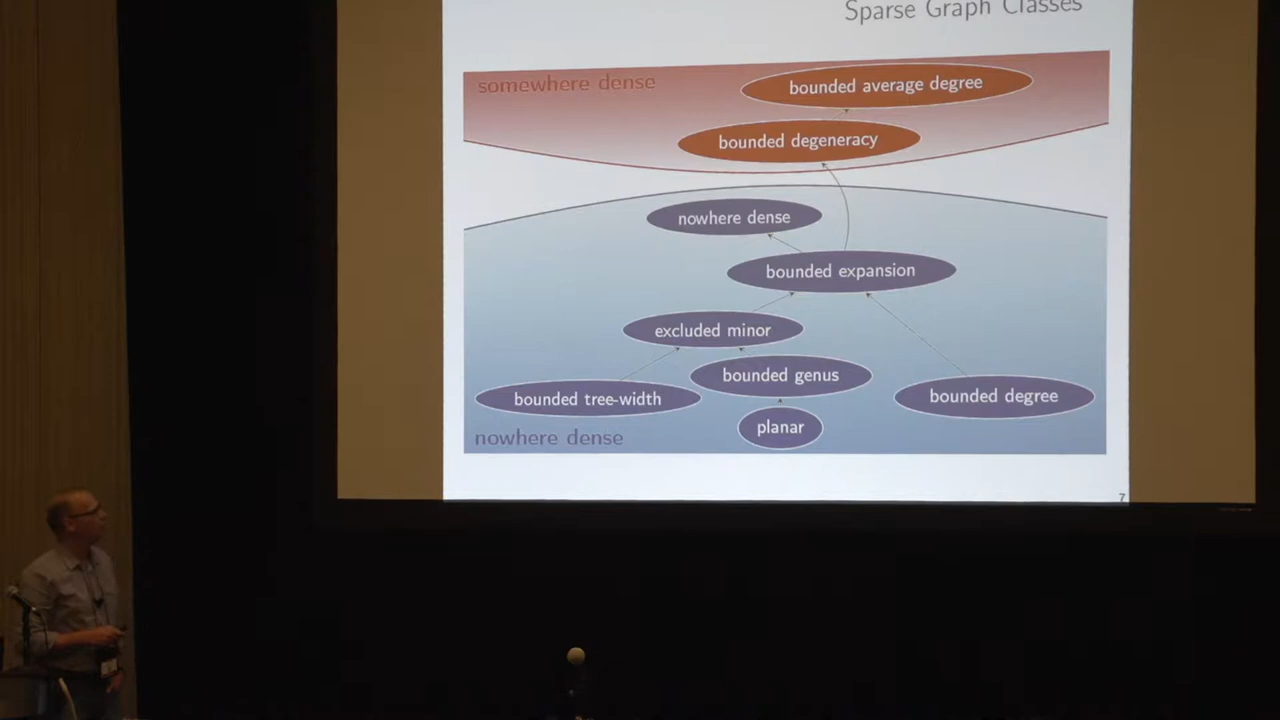 Sparse Graph Classes
somewhere dense
bounded average degree
bounded degeneracy
nowhere dense
bounded expansion
excluded minor
bounded genus
bounded tree-width
bounded degree
planar
nowhere dense
7